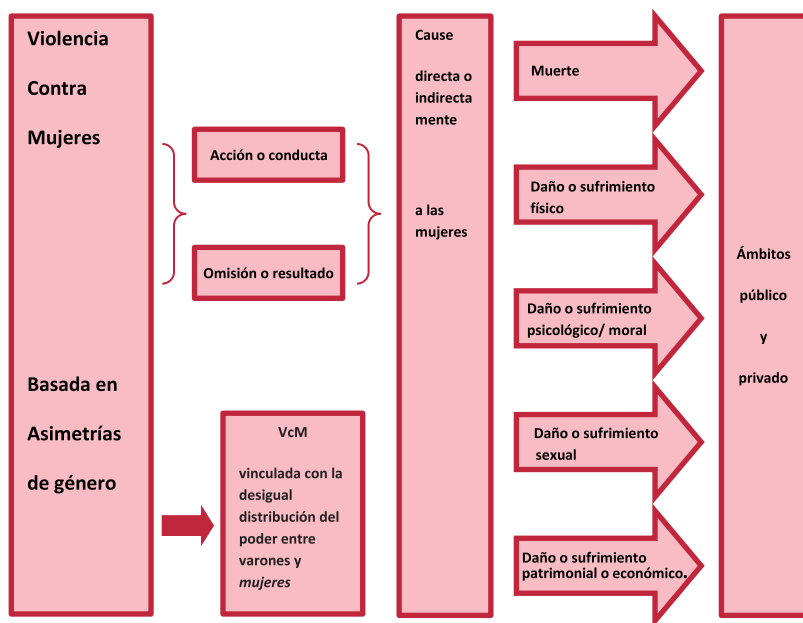 Violencia
Contra
Mujeres
Basada en
Asimetrías
de género
Acción o conducta
Omisión o resultado
VcM
vinculada con la
desigual
distribución del
poder entre
varones y
mujeres
Cause
directa o
indirecta
mente
a las
mujeres
Muerte
Daño o sufrimiento
físico
Daño o sufrimiento
psicológico/ moral
Daño o sufrimiento
sexual
Daño o sufrimiento
patrimonial o económico.
Ámbitos
público
y
privado